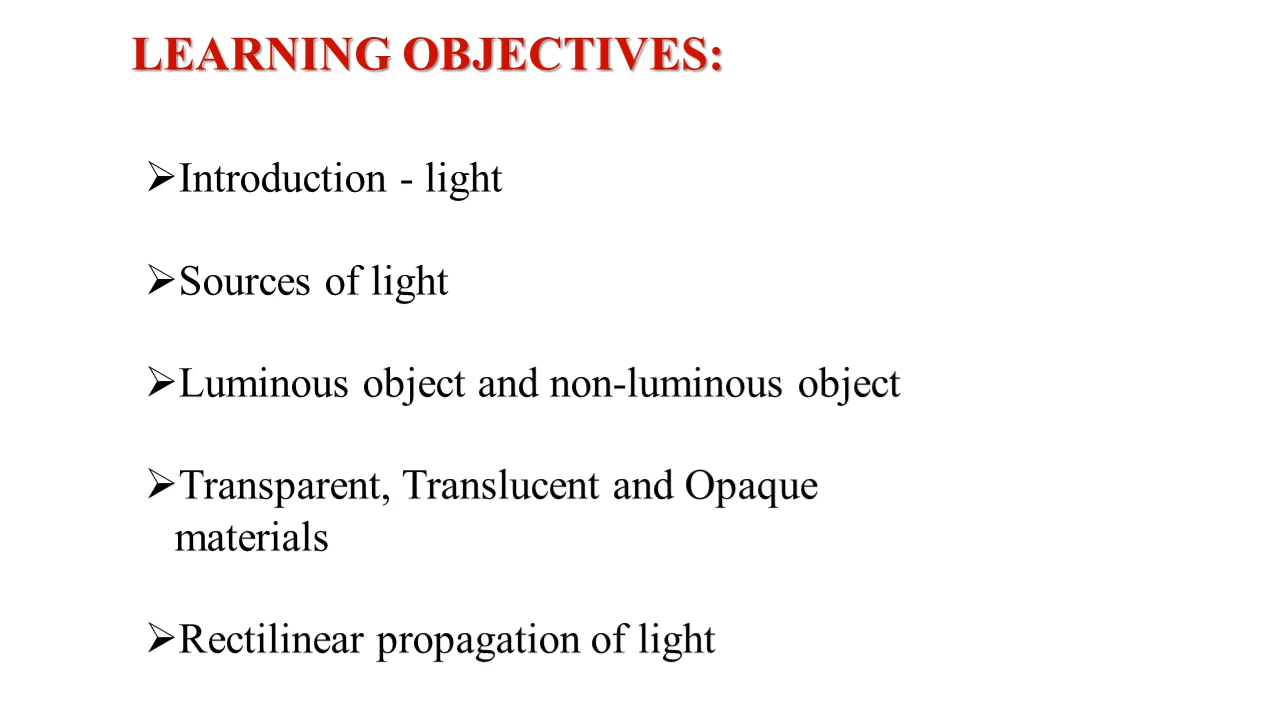 LEARNING OBJECTIVES:
➢Introduction - light
➢Sources of light
➢Luminous object and non-luminous object
➢Transparent, Translucent and Opaque
materials
➢Rectilinear propagation of light